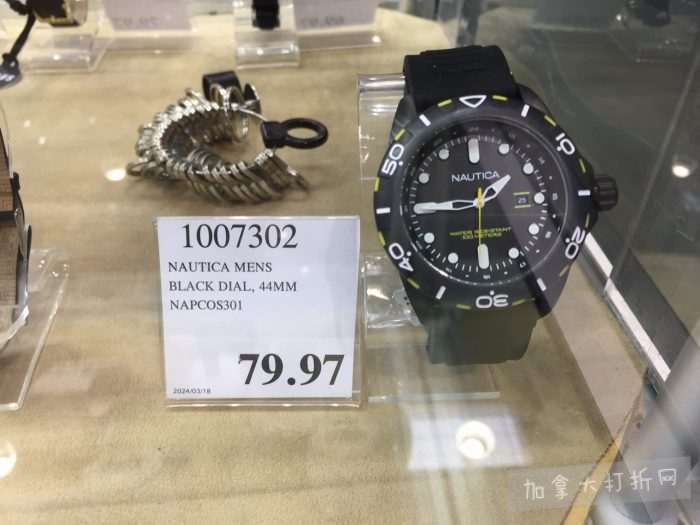 1007302
NAUTICA MENS
BLACK DIAL, 44MM
NAPCOS301
79.97
2024/03/18
NAUTICA
25
WATER RESISTANT
100 METERS
10
20
30
40
50
加拿大打折网